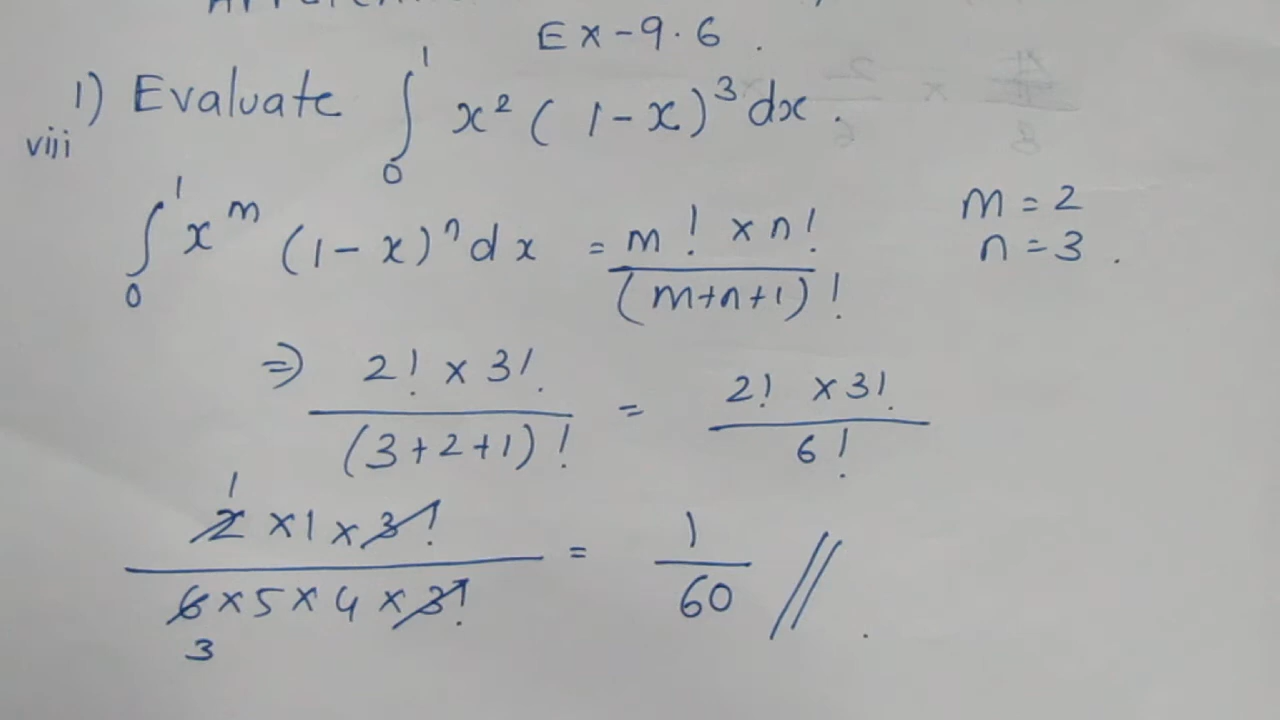 Ex-9.6.
1) Evaluate ∫₀¹ x² (1-x)³ dx.
viii
∫₀¹ x^m (1-x)^n dx = m! × n! / (m+n+1)!
m = 2
n = 3.
⇒ 2! × 3! / (3+2+1)! = 2! × 3! / 6!
1
2 × 1 × 3! / 6 × 5 × 4 × 3! = 1 / 60 //.
3